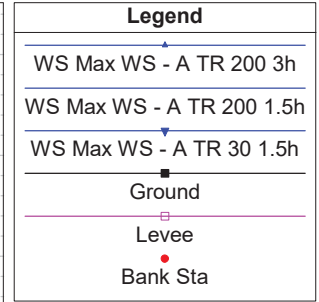 Legend
WS Max WS - A TR 200 3h
WS Max WS - A TR 200 1.5h
WS Max WS - A TR 30 1.5h
Ground
Levee
Bank Sta